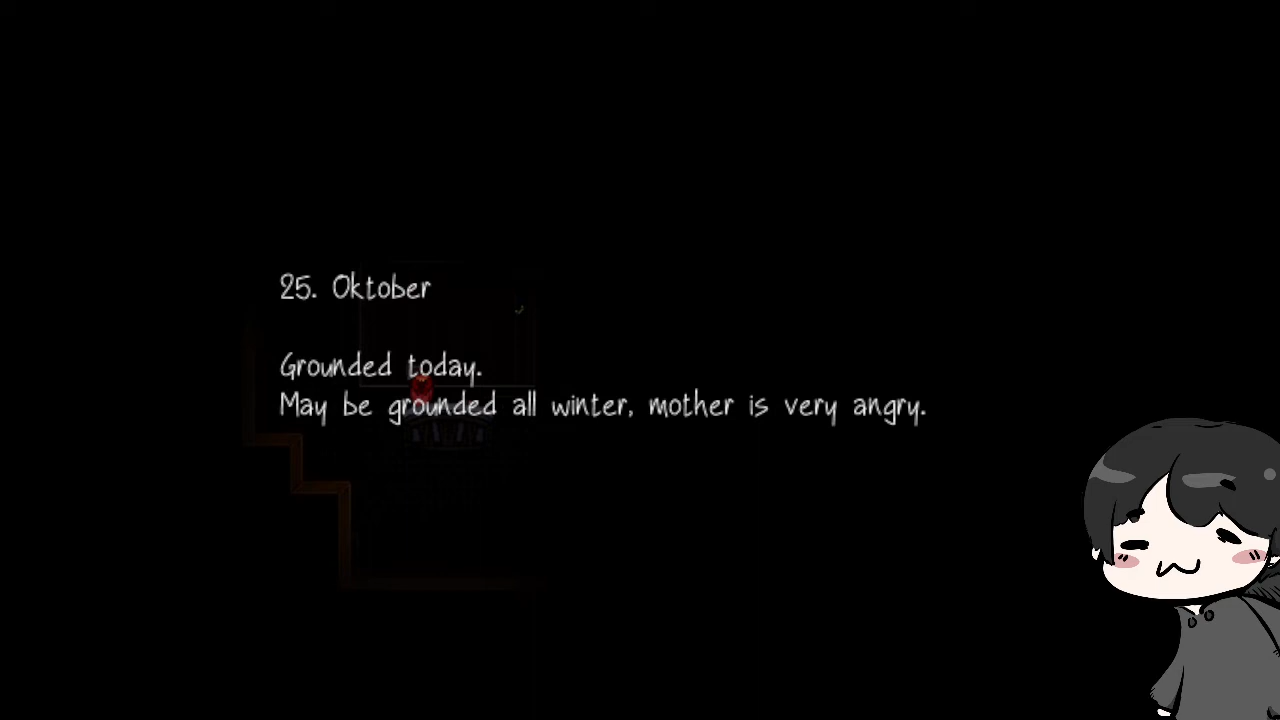 25. Oktober
Grounded today.
May be grounded all winter, mother is very angry.